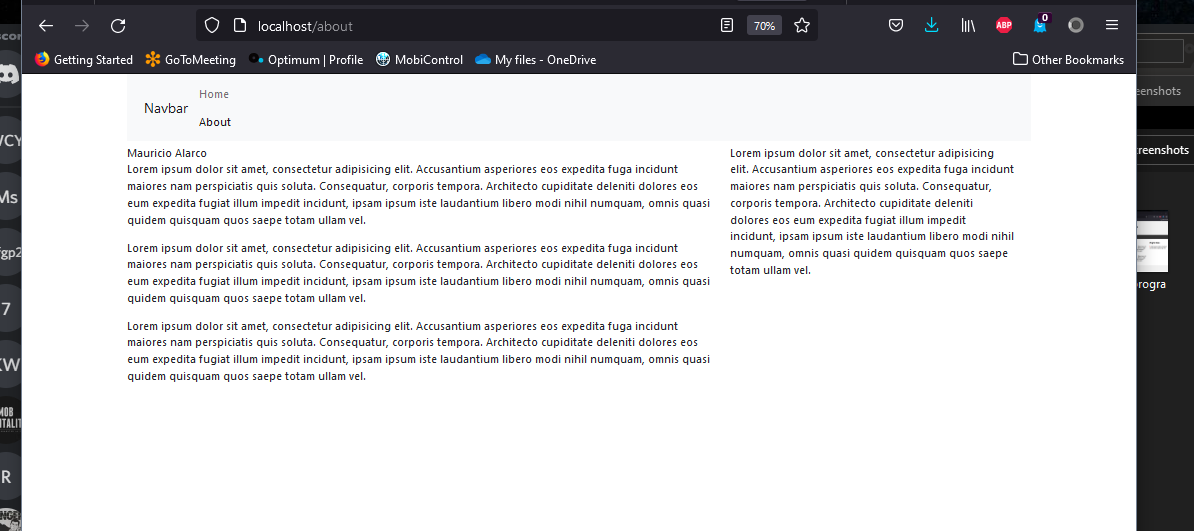 localhost/about
70%
ABP
0
Getting Started
GoToMeeting
Optimum | Profile
MobiControl
My files - OneDrive
Other Bookmarks
Navbar
Home
About
Mauricio Alarco
Lorem ipsum dolor sit amet, consectetur adipisicing elit. Accusantium asperiores eos expedita fuga incidunt
maiores nam perspiciatis quis soluta. Consequatur, corporis tempora. Architecto cupiditate deleniti dolores eos
eum expedita fugiat illum impedit incidunt, ipsam ipsum iste laudantium libero modi nihil numquam, omnis quasi
quidem quisquam quos saepe totam ullam vel.
Lorem ipsum dolor sit amet, consectetur adipisicing elit. Accusantium asperiores eos expedita fuga incidunt
maiores nam perspiciatis quis soluta. Consequatur, corporis tempora. Architecto cupiditate deleniti dolores eos
eum expedita fugiat illum impedit incidunt, ipsam ipsum iste laudantium libero modi nihil numquam, omnis quasi
quidem quisquam quos saepe totam ullam vel.
Lorem ipsum dolor sit amet, consectetur adipisicing elit. Accusantium asperiores eos expedita fuga incidunt
maiores nam perspiciatis quis soluta. Consequatur, corporis tempora. Architecto cupiditate deleniti dolores eos
eum expedita fugiat illum impedit incidunt, ipsam ipsum iste laudantium libero modi nihil numquam, omnis quasi
quidem quisquam quos saepe totam ullam vel.
Lorem ipsum dolor sit amet, consectetur adipisicing
elit. Accusantium asperiores eos expedita fuga incidunt
maiores nam perspiciatis quis soluta. Consequatur,
corporis tempora. Architecto cupiditate deleniti
dolores eos eum expedita fugiat illum impedit
incidunt, ipsam ipsum iste laudantium libero modi nihil
numquam, omnis quasi quidem quisquam quos saepe
totam ullam vel.
scor
WCY
Ms
fgp2
7
KW
MOB
R
eenshots
reenshots
rogra